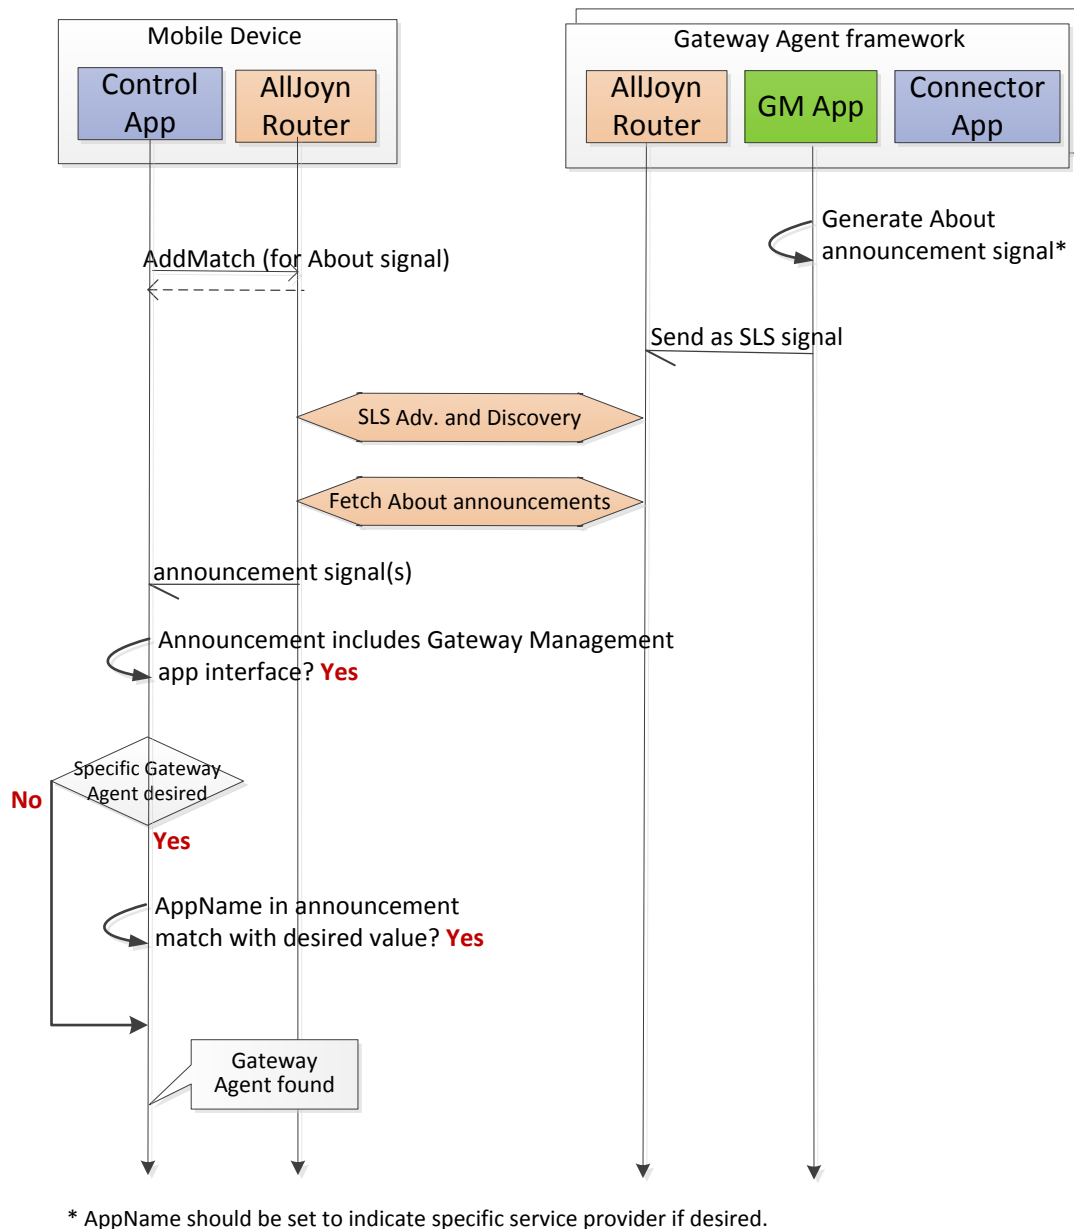 Mobile Device
Gateway Agent framework
Control
App
AllJoyn
Router
AllJoyn
Router
GM App
Connector
App
Generate About
announcement signal*
AddMatch (for About signal)
Send as SLS signal
SLS Adv. and Discovery
Fetch About announcements
announcement signal(s)
Announcement includes Gateway Management
app interface? Yes
Specific Gateway
Agent desired
No
Yes
AppName in announcement
match with desired value? Yes
Gateway
Agent found
* AppName should be set to indicate specific service provider if desired.